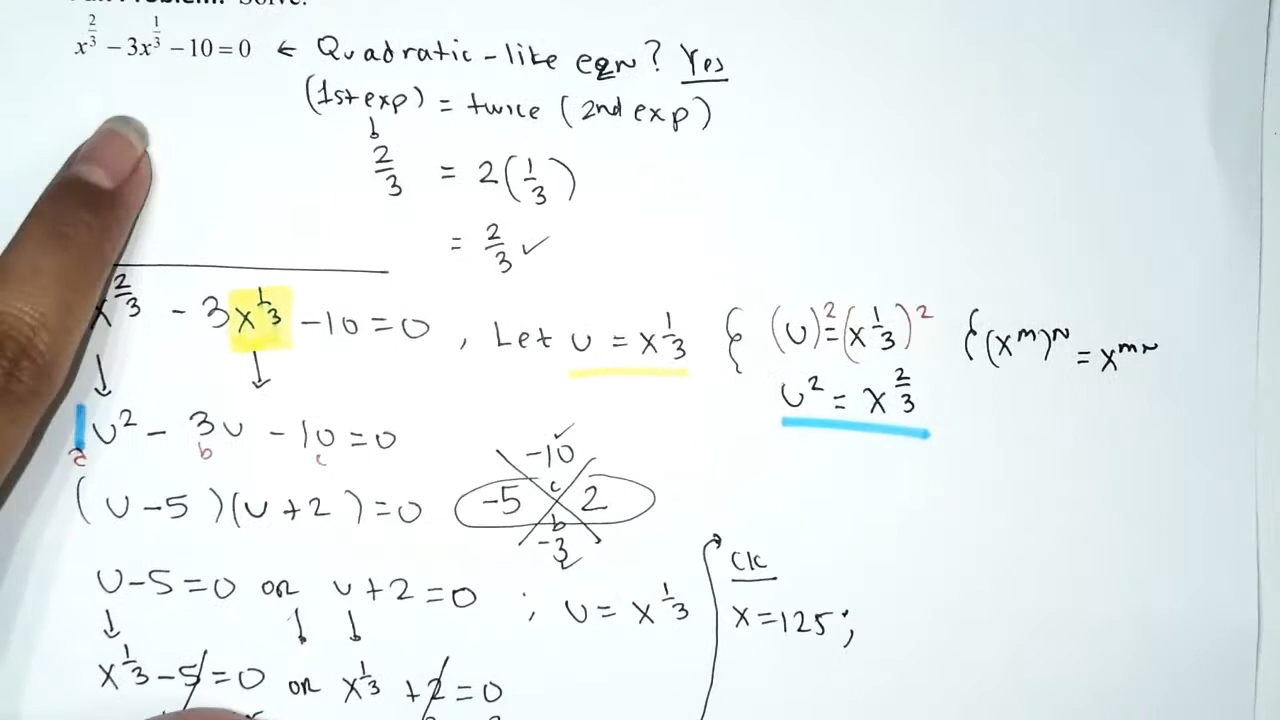 Problem: Solve:
x^(2/3) − 3x^(1/3) − 10 = 0 ← Quadratic-like eqn? Yes
(1st exp) = twice (2nd exp)
2/3 = 2(1/3)
= 2/3 ✓
x^(2/3) − 3x^(1/3) − 10 = 0 , Let u = x^(1/3) { (u)^2 = (x^(1/3))^2 { (x^m)^n = x^mn
u^2 = x^(2/3)
u^2 − 3u − 10 = 0
a b c
−10 ✓
(u − 5)(u + 2) = 0 −5 c 2
b
−3
u − 5 = 0 or u + 2 = 0 ; u = x^(1/3)
Ck
x = 125 ;
x^(1/3) − 5 = 0 or x^(1/3) + 2 = 0